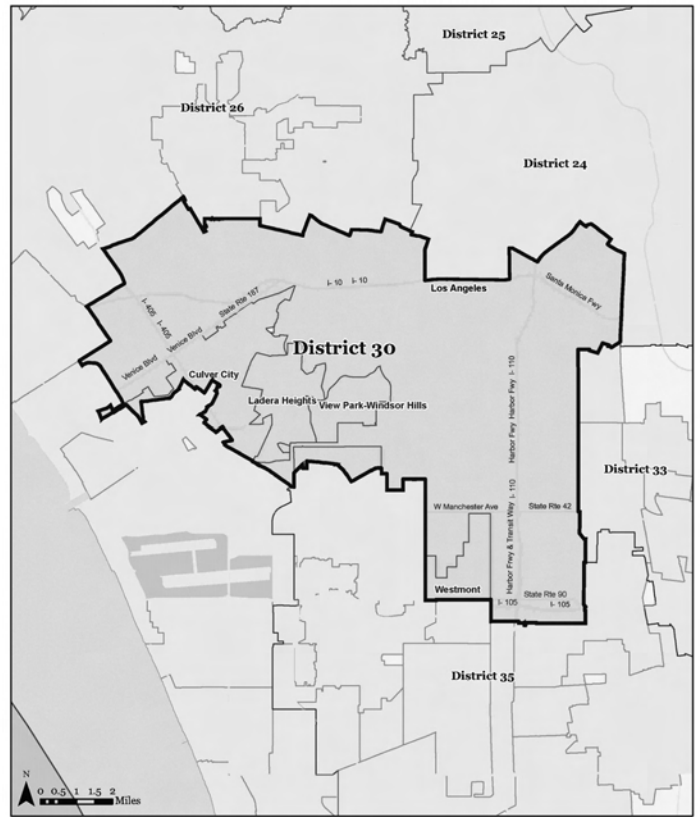 District 25
District 26
District 24
I- 10 I- 10
Santa Monica Fwy
Los Angeles
State Rte 187
I- 405
I- 405
Venice Blvd
Venice Blvd
District 30
Culver City
Ladera Heights
View Park-Windsor Hills
Harbor Fwy Harbor Fwy I- 110
District 33
W Manchester Ave
State Rte 42
Harbor Frwy & Transit Way I- 110
Westmont
State Rte 90
I- 105
I- 105
District 35
N
0 0.5 1 1.5 2
Miles